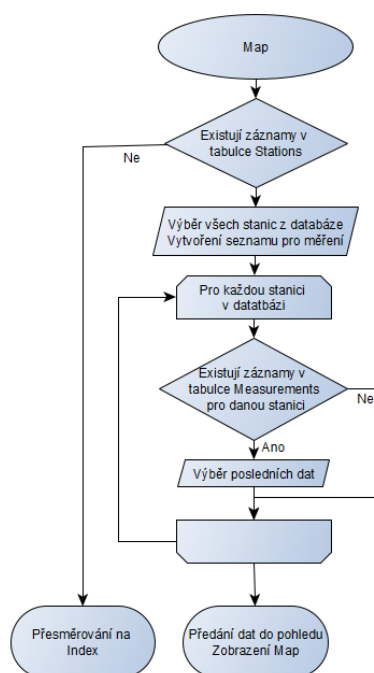 Map
Existují záznamy v
tabulce Stations
Ne
Výběr všech stanic z databáze
Vytvoření seznamu pro měření
Pro každou stanici
v datatbázi
Existují záznamy v
tabulce Measurements
pro danou stanici
Ne
Ano
Výběr posledních dat
Přesměrování na
Index
Předání dat do pohledu
Zobrazení Map